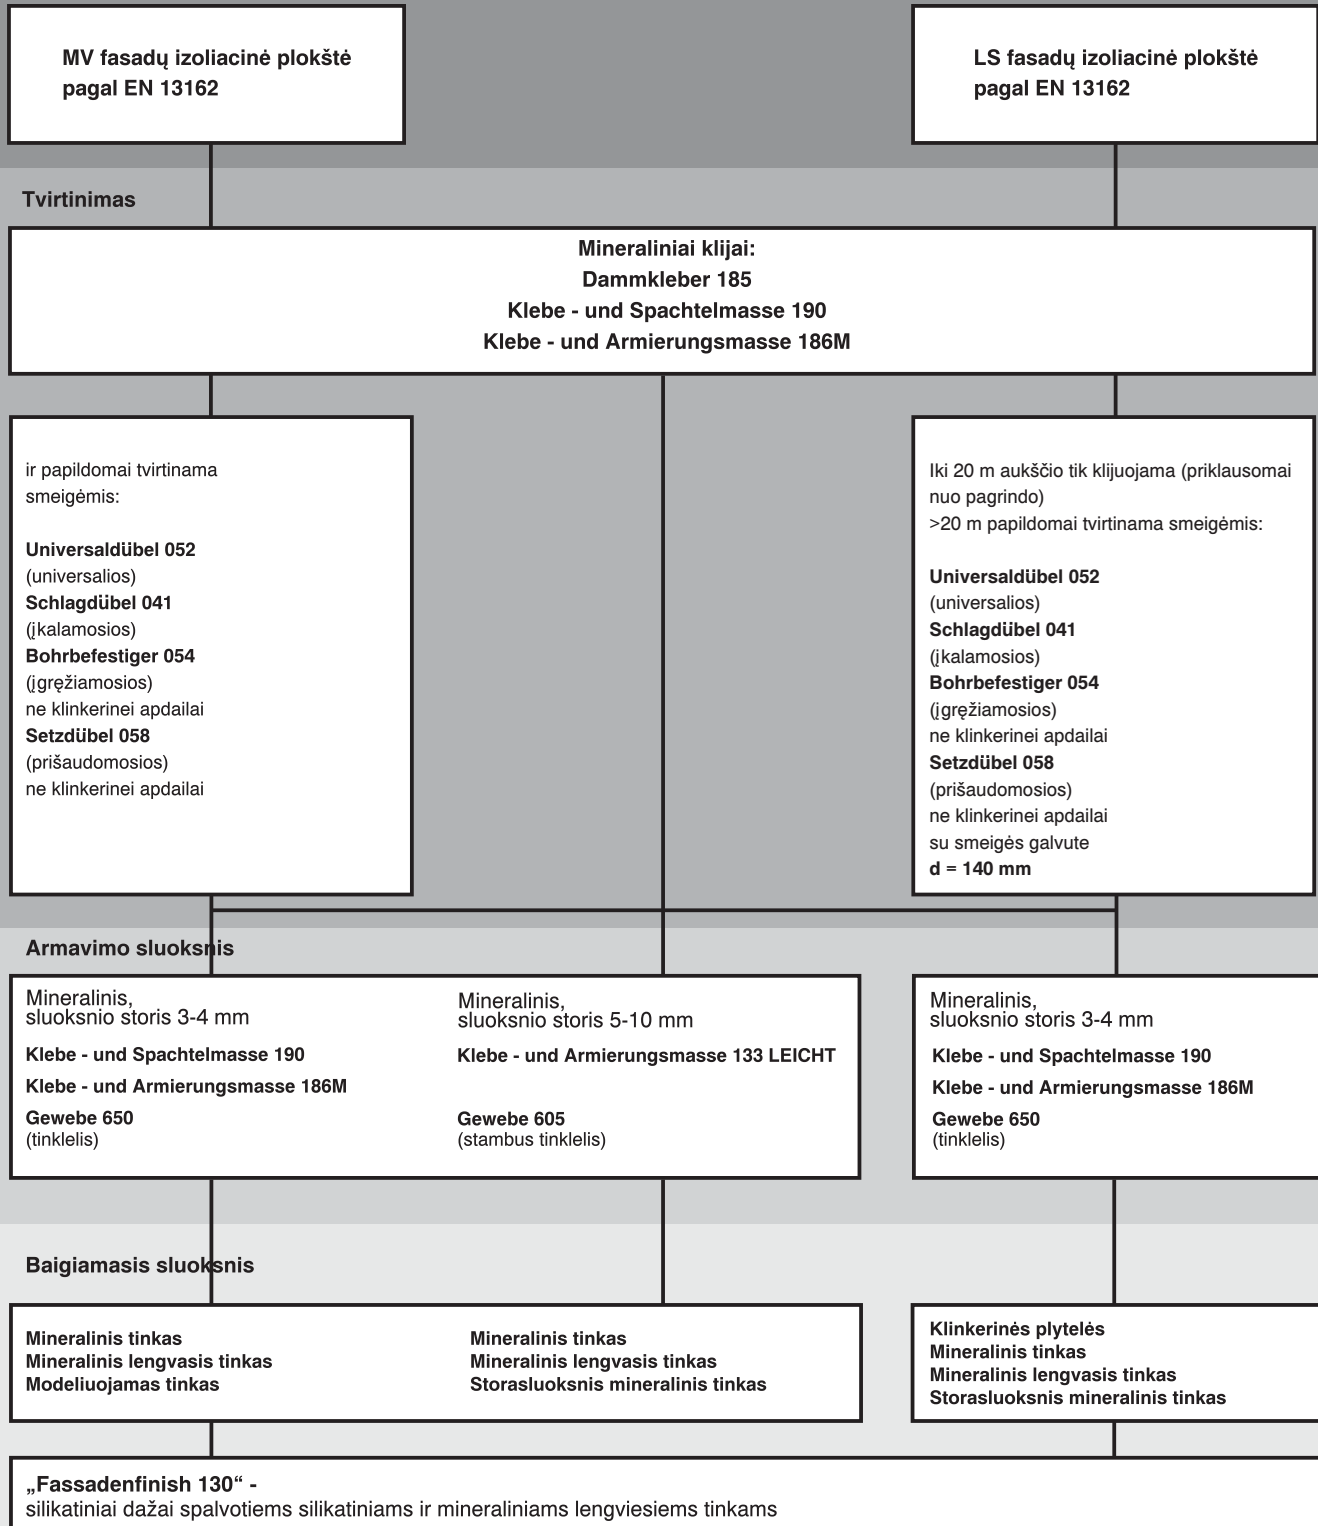 MV fasadų izoliacinė plokštė
pagal EN 13162
LS fasadų izoliacinė plokštė
pagal EN 13162
Tvirtinimas
Mineraliniai klijai:
Dammkleber 185
Klebe - und Spachtelmasse 190
Klebe - und Armierungsmasse 186M
ir papildomai tvirtinama
smeigėmis:
Universaldübel 052
(universalios)
Schlagdübel 041
(įkalamosios)
Bohrbefestiger 054
(įgręžiamosios)
ne klinkerinei apdailai
Setzdübel 058
(prišaudomosios)
ne klinkerinei apdailai
Iki 20 m aukščio tik klijuojama (priklausomai
nuo pagrindo)
>20 m papildomai tvirtinama smeigėmis:
Universaldübel 052
(universalios)
Schlagdübel 041
(įkalamosios)
Bohrbefestiger 054
(įgręžiamosios)
ne klinkerinei apdailai
Setzdübel 058
(prišaudomosios)
ne klinkerinei apdailai
su smeigės galvute
d = 140 mm
Armavimo sluoksnis
Mineralinis,
sluoksnio storis 3-4 mm
Klebe - und Spachtelmasse 190
Klebe - und Armierungsmasse 186M
Gewebe 650
(tinklelis)
Mineralinis,
sluoksnio storis 5-10 mm
Klebe - und Armierungsmasse 133 LEICHT
Gewebe 605
(stambus tinklelis)
Mineralinis,
sluoksnio storis 3-4 mm
Klebe - und Spachtelmasse 190
Klebe - und Armierungsmasse 186M
Gewebe 650
(tinklelis)
Baigiamasis sluoksnis
Mineralinis tinkas
Mineralinis lengvasis tinkas
Modeliuojamas tinkas
Mineralinis tinkas
Mineralinis lengvasis tinkas
Storasluoksnis mineralinis tinkas
Klinkerinės plytelės
Mineralinis tinkas
Mineralinis lengvasis tinkas
Storasluoksnis mineralinis tinkas
„Fassadenfinish 130“ -
silikatiniai dažai spalvotiems silikatiniams ir mineraliniams lengviesiems tinkams